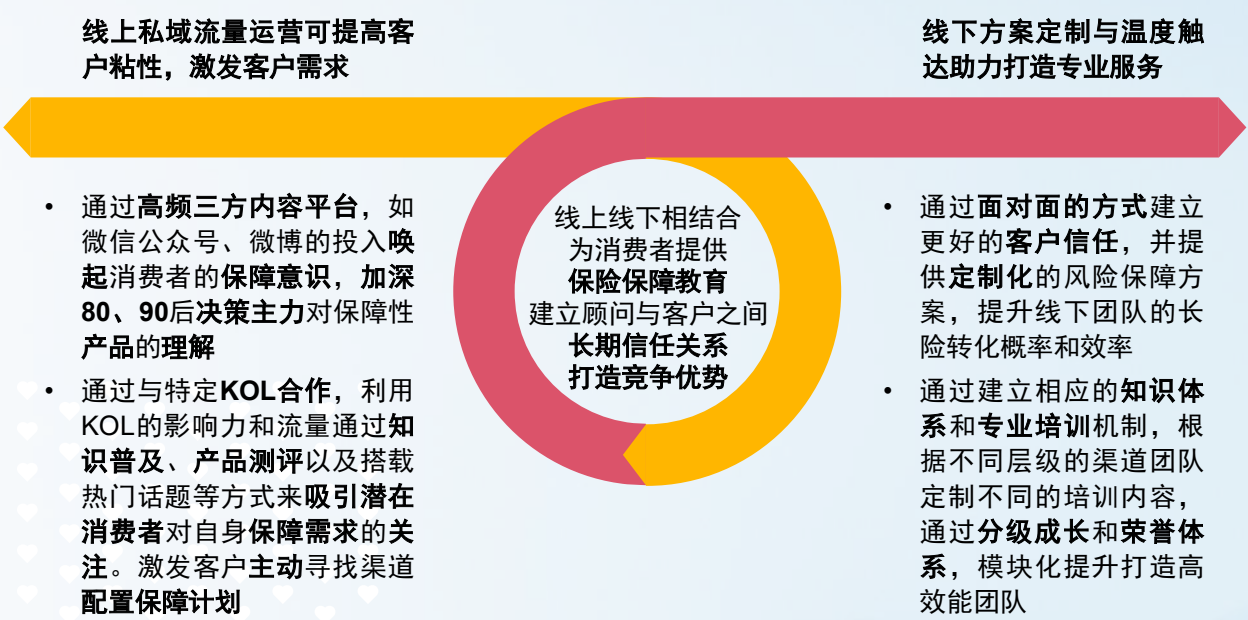 线上私域流量运营可提高客
户粘性，激发客户需求
线下方案定制与温度触
达助力打造专业服务
• 通过高频三方内容平台，如
微信公众号、微博的投入唤
起消费者的保障意识，加深
80、90后决策主力对保障性
产品的理解
• 通过与特定KOL合作，利用
KOL的影响力和流量通过知
识普及、产品测评以及搭载
热门话题等方式来吸引潜在
消费者对自身保障需求的关
注。激发客户主动寻找渠道
配置保障计划
线上线下相结合
为消费者提供
保险保障教育
建立顾问与客户之间
长期信任关系
打造竞争优势
• 通过面对面的方式建立
更好的客户信任，并提
供定制化的风险保障方
案，提升线下团队的长
险转化概率和效率
• 通过建立相应的知识体
系和专业培训机制，根
据不同层级的渠道团队
定制不同的培训内容，
通过分级成长和荣誉体
系，模块化提升打造高
效能团队